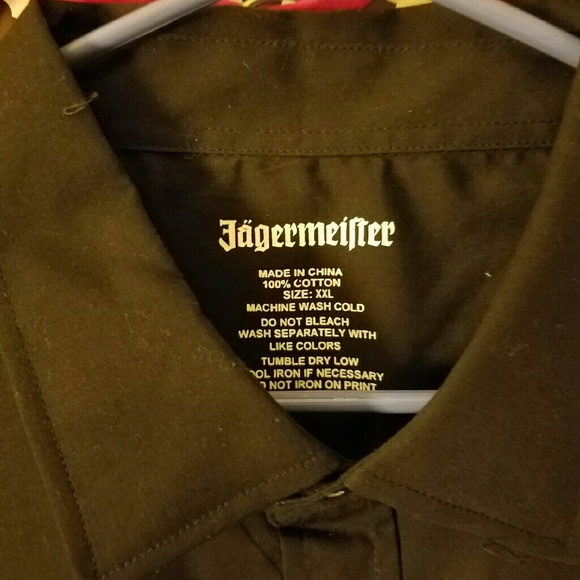 Jägermeiſter
MADE IN CHINA
100% COTTON
SIZE: XXL
MACHINE WASH COLD
DO NOT BLEACH
WASH SEPARATELY WITH
LIKE COLORS
TUMBLE DRY LOW
OOL IRON IF NECESSARY
O NOT IRON ON PRINT